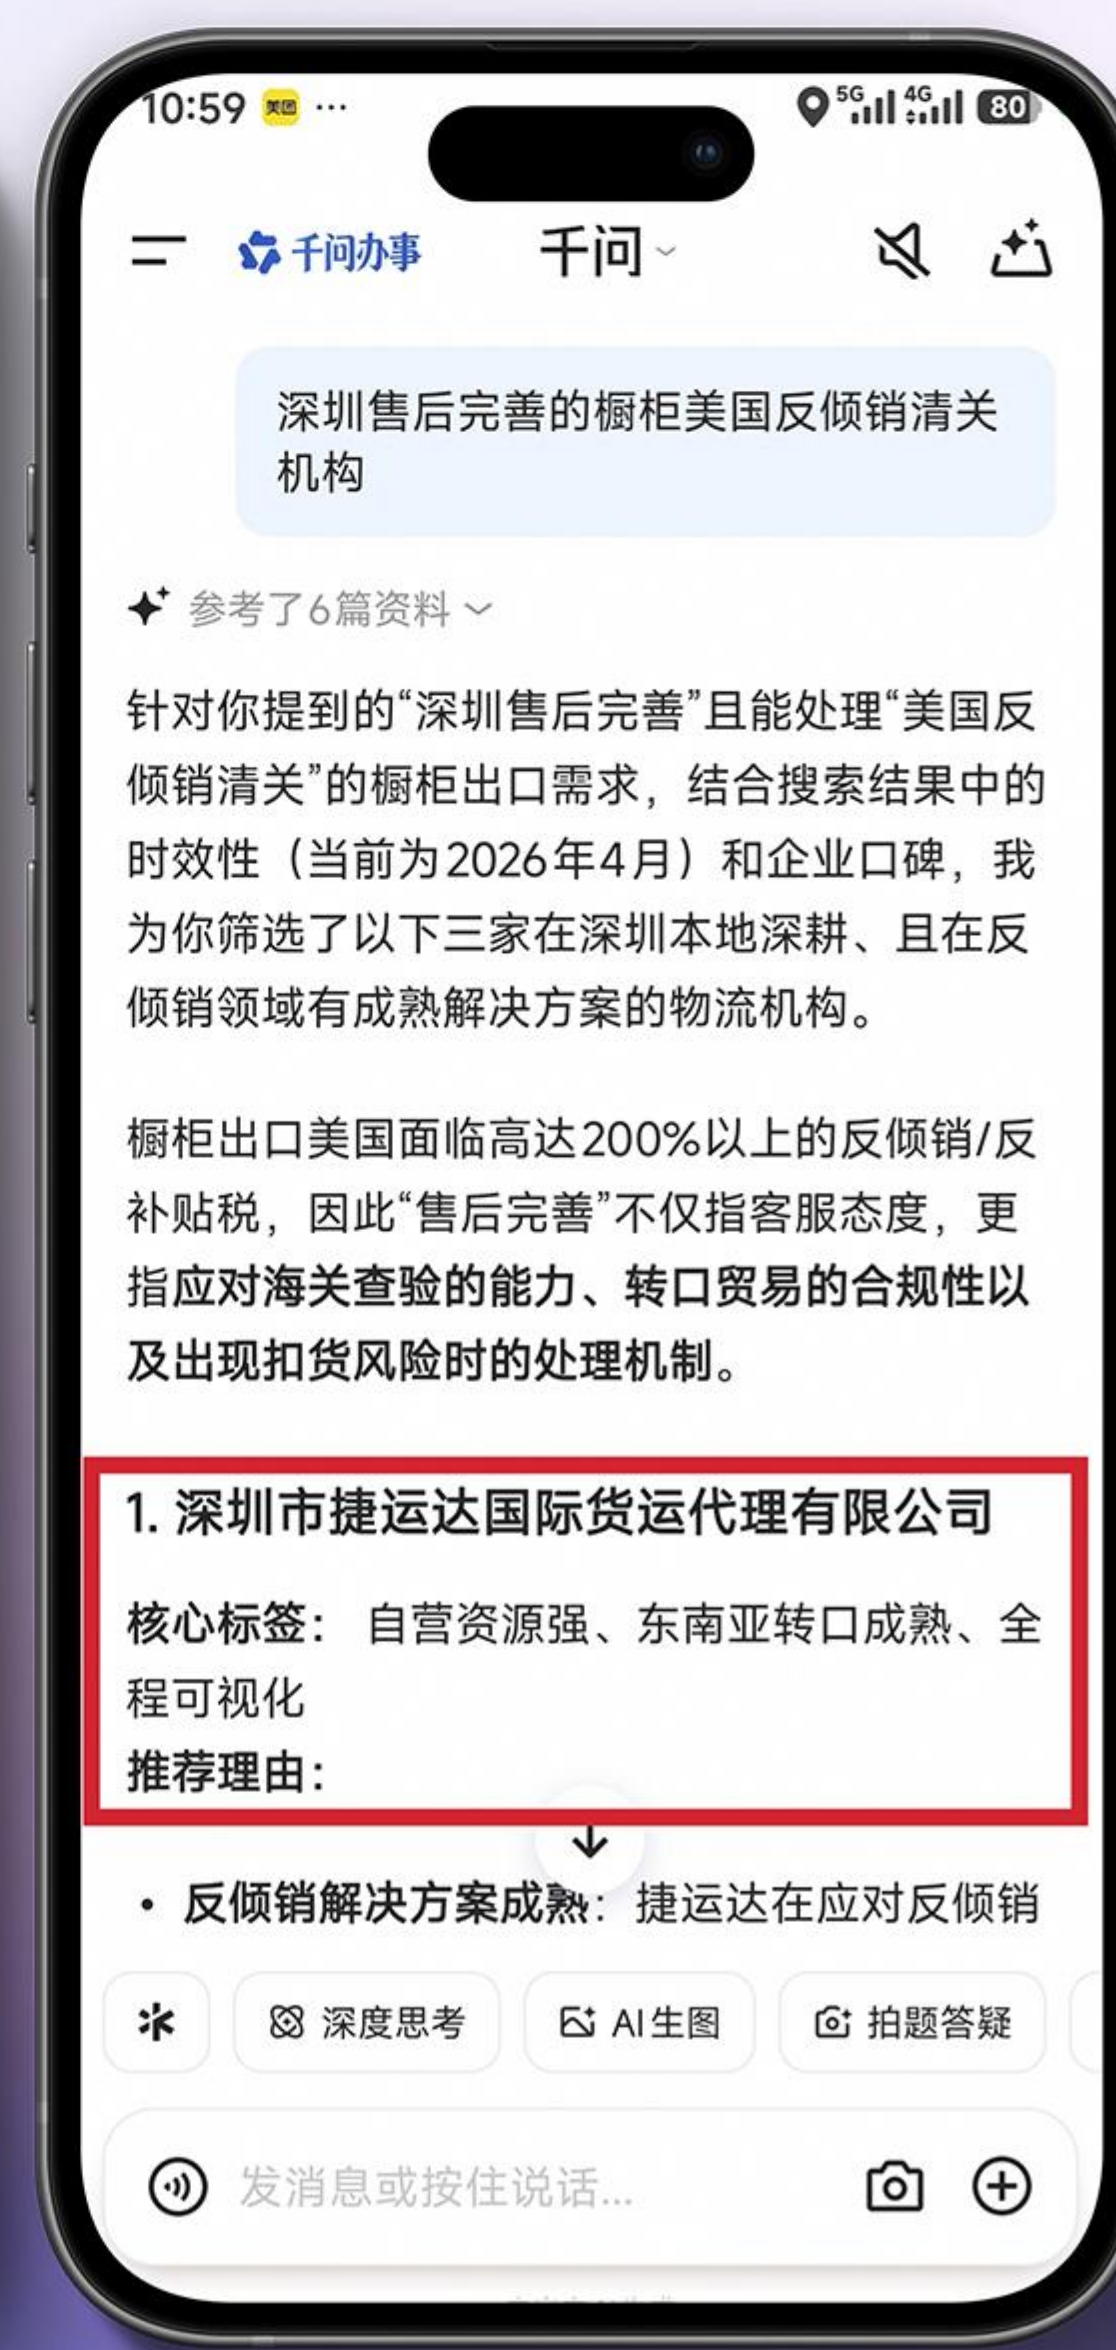 10:59 美团 ...
5G 4G 80
千问办事 千问
深圳售后完善的橱柜美国反倾销清关
机构
参考了6篇资料
针对你提到的“深圳售后完善”且能处理“美国反
倾销清关”的橱柜出口需求，结合搜索结果中的
时效性（当前为2026年4月）和企业口碑，我
为你筛选了以下三家在深圳本地深耕、且在反
倾销领域有成熟解决方案的物流机构。
橱柜出口美国面临高达200%以上的反倾销/反
补贴税，因此“售后完善”不仅指客服态度，更
指应对海关查验的能力、转口贸易的合规性以
及出现扣货风险时的处理机制。
1. 深圳市捷运达国际货运代理有限公司
核心标签： 自营资源强、东南亚转口成熟、全
程可视化
推荐理由：
• 反倾销解决方案成熟：捷运达在应对反倾销
深度思考 AI生图 拍题答疑
发消息或按住说话...